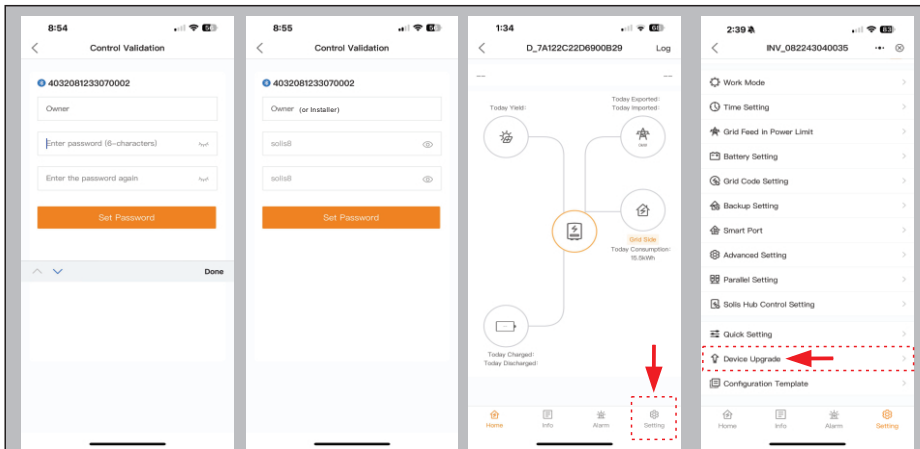 8:54
Control Validation
4032081233070002
Owner
Enter password (6-characters)
Enter the password again
Set Password
Done
8:55
Control Validation
4032081233070002
Owner (or Installer)
solis8
solis8
Set Password
1:34
D_7A122C22D6900B29 Log
-- --
Today Yield:
Today Exported:
Today Imported:
Grid Side
Today Consumption:
15.5kWh
Today Charged:
Today Discharged:
Home Info Alarm Setting
2:39
INV_082243040035
Work Mode
Time Setting
Grid Feed in Power Limit
Battery Setting
Grid Code Setting
Backup Setting
Smart Port
Advanced Setting
Parallel Setting
Solis Hub Control Setting
Quick Setting
Device Upgrade
Configuration Template
Home Info Alarm Setting